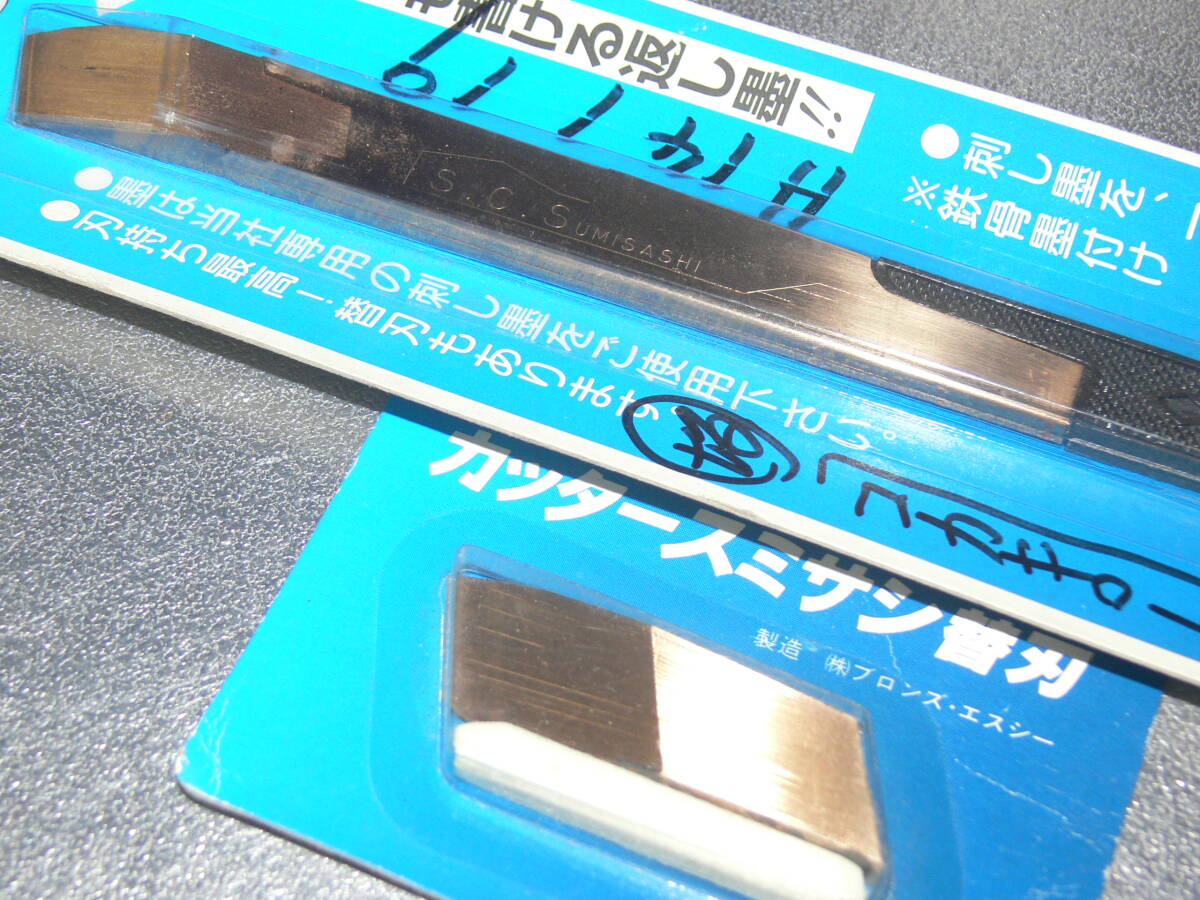 も書ける返し墨!!
●刺し墨を、
※鉄骨墨付け
S.C.SUMISASHI
●墨は当社専用の刺し墨をご使用下さい。
●刃持ち最高!替刃もあります。
カッタースミサシ替刃
製造 ㈱ブロンズ・エスシー